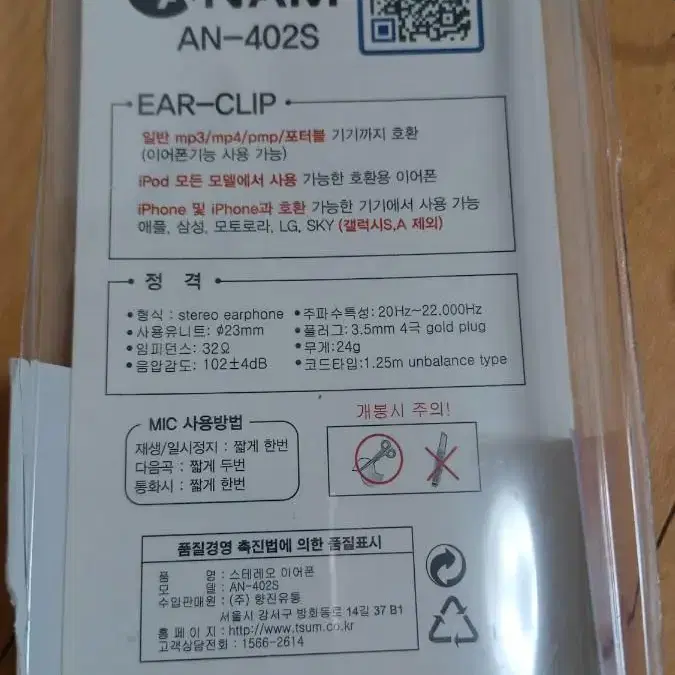 ANAM
AN-402S
EAR-CLIP
일반 mp3/mp4/pmp/포터블 기기까지 호환
(이어폰기능 사용 가능)
iPod 모든 모델에서 사용 가능한 호환용 이어폰
iPhone 및 iPhone과 호환 가능한 기기에서 사용 가능
애플, 삼성, 모토로라, LG, SKY (갤럭시S,A 제외)
정 격
•형식 : stereo earphone •주파수특성: 20Hz~22.000Hz
•사용유니트: ϕ23mm •플러그: 3.5mm 4극 gold plug
•임피던스: 32Ω •무게: 24g
•음압감도: 102±4dB •코드타입: 1.25m unbalance type
MIC 사용방법
재생/일시정지 : 짧게 한번
다음곡 : 짧게 두번
통화시 : 짧게 한번
개봉시 주의!
품질경영 촉진법에 의한 품질표시
품 명 : 스테레오 이어폰
모 델 : AN-402S
수입판매원 : (주) 향진유통
서울시 강서구 방화동로 14길 37 B1
홈 페 이 지 : http://www.tsum.co.kr
고객상담전화 : 1566-2614